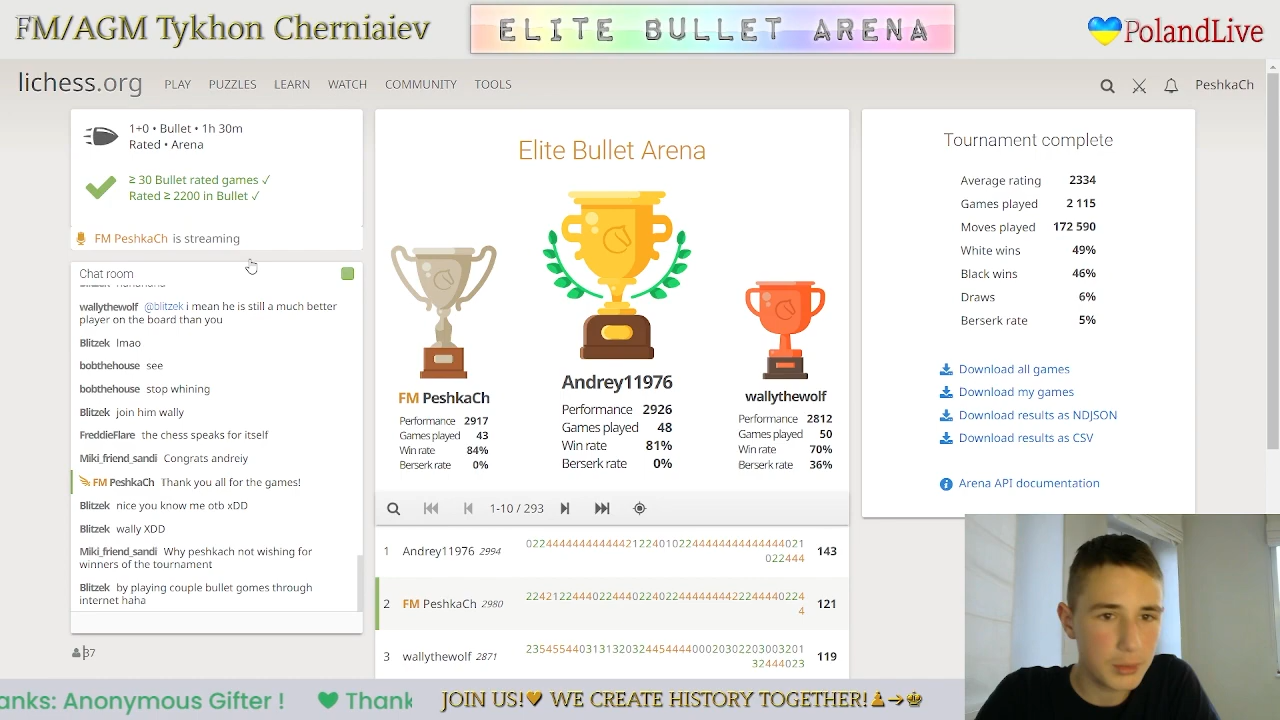 FM/AGM Tykhon Cherniaiev
ELITE BULLET ARENA
PolandLive
lichess.org
PLAY PUZZLES LEARN WATCH COMMUNITY TOOLS
PeshkaCh
1+0 • Bullet • 1h 30m
Rated • Arena
≥ 30 Bullet rated games ✓
Rated ≥ 2200 in Bullet ✓
FM PeshkaCh is streaming
Chat room
wallythewolf @blitzek i mean he is still a much better
player on the board than you
Blitzek lmao
bobthehouse see
bobthehouse stop whining
Blitzek join him wally
FreddieFlare the chess speaks for itself
Miki_friend_sandi Congrats andreiy
FM PeshkaCh Thank you all for the games!
Blitzek nice you know me otb xDD
Blitzek wally XDD
Miki_friend_sandi Why peshkach not wishing for
winners of the tournament
Blitzek by playing couple bullet games through
internet haha
37
Elite Bullet Arena
FM PeshkaCh
Performance 2917
Games played 43
Win rate 84%
Berserk rate 0%
Andrey11976
Performance 2926
Games played 48
Win rate 81%
Berserk rate 0%
wallythewolf
Performance 2812
Games played 50
Win rate 70%
Berserk rate 36%
1-10 / 293
1 Andrey11976 2994 143
2 FM PeshkaCh 2980 121
3 wallythewolf 2871 119
Tournament complete
Average rating 2334
Games played 2 115
Moves played 172 590
White wins 49%
Black wins 46%
Draws 6%
Berserk rate 5%
Download all games
Download my games
Download results as NDJSON
Download results as CSV
Arena API documentation
anks: Anonymous Gifter ! Thank
JOIN US! WE CREATE HISTORY TOGETHER!